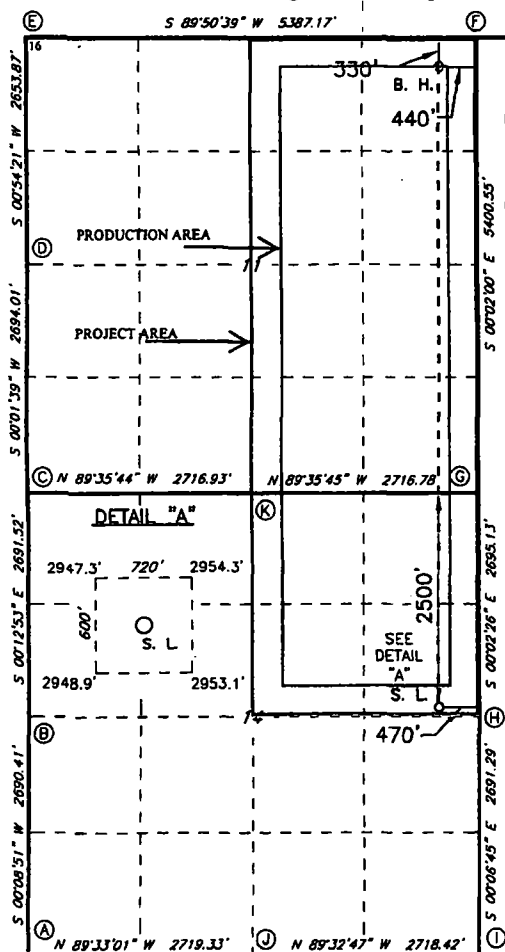 Ⓔ S 89'50'39" W 5387.17' Ⓕ
16
330'
B. H.
440'
S 00'54'21" W 2653.87'
S 00'02'00" E 5400.55'
PRODUCTION AREA
Ⓓ
PROJECT AREA
S 00'01'39" W 2694.01'
Ⓒ N 89'35'44" W 2716.93' N 89'35'45" W 2716.78' Ⓖ
DETAIL "A"
Ⓚ
2947.3' 720' 2954.3'
600'
S. L.
2948.9' 2953.1'
S 00'12'53" E 2691.52'
2500'
S 00'02'26" E 2695.13'
SEE
DETAIL
"A"
S. L.
Ⓑ Ⓗ
470'
S 00'08'51" W 2690.41'
S 00'06'45" E 2691.29'
Ⓐ N 89'33'01" W 2719.33' Ⓙ N 89'32'47" W 2718.42' Ⓘ